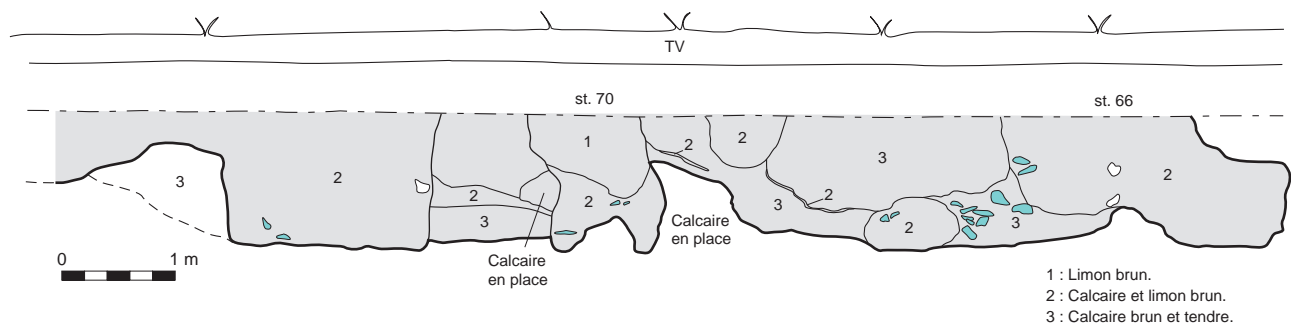 TV
st. 70
st. 66
1
2
2
3
2
3
2
2
3
2
2
3
2
3
2
3
Calcaire
en place
Calcaire
en place
0 1 m
1 : Limon brun.
2 : Calcaire et limon brun.
3 : Calcaire brun et tendre.